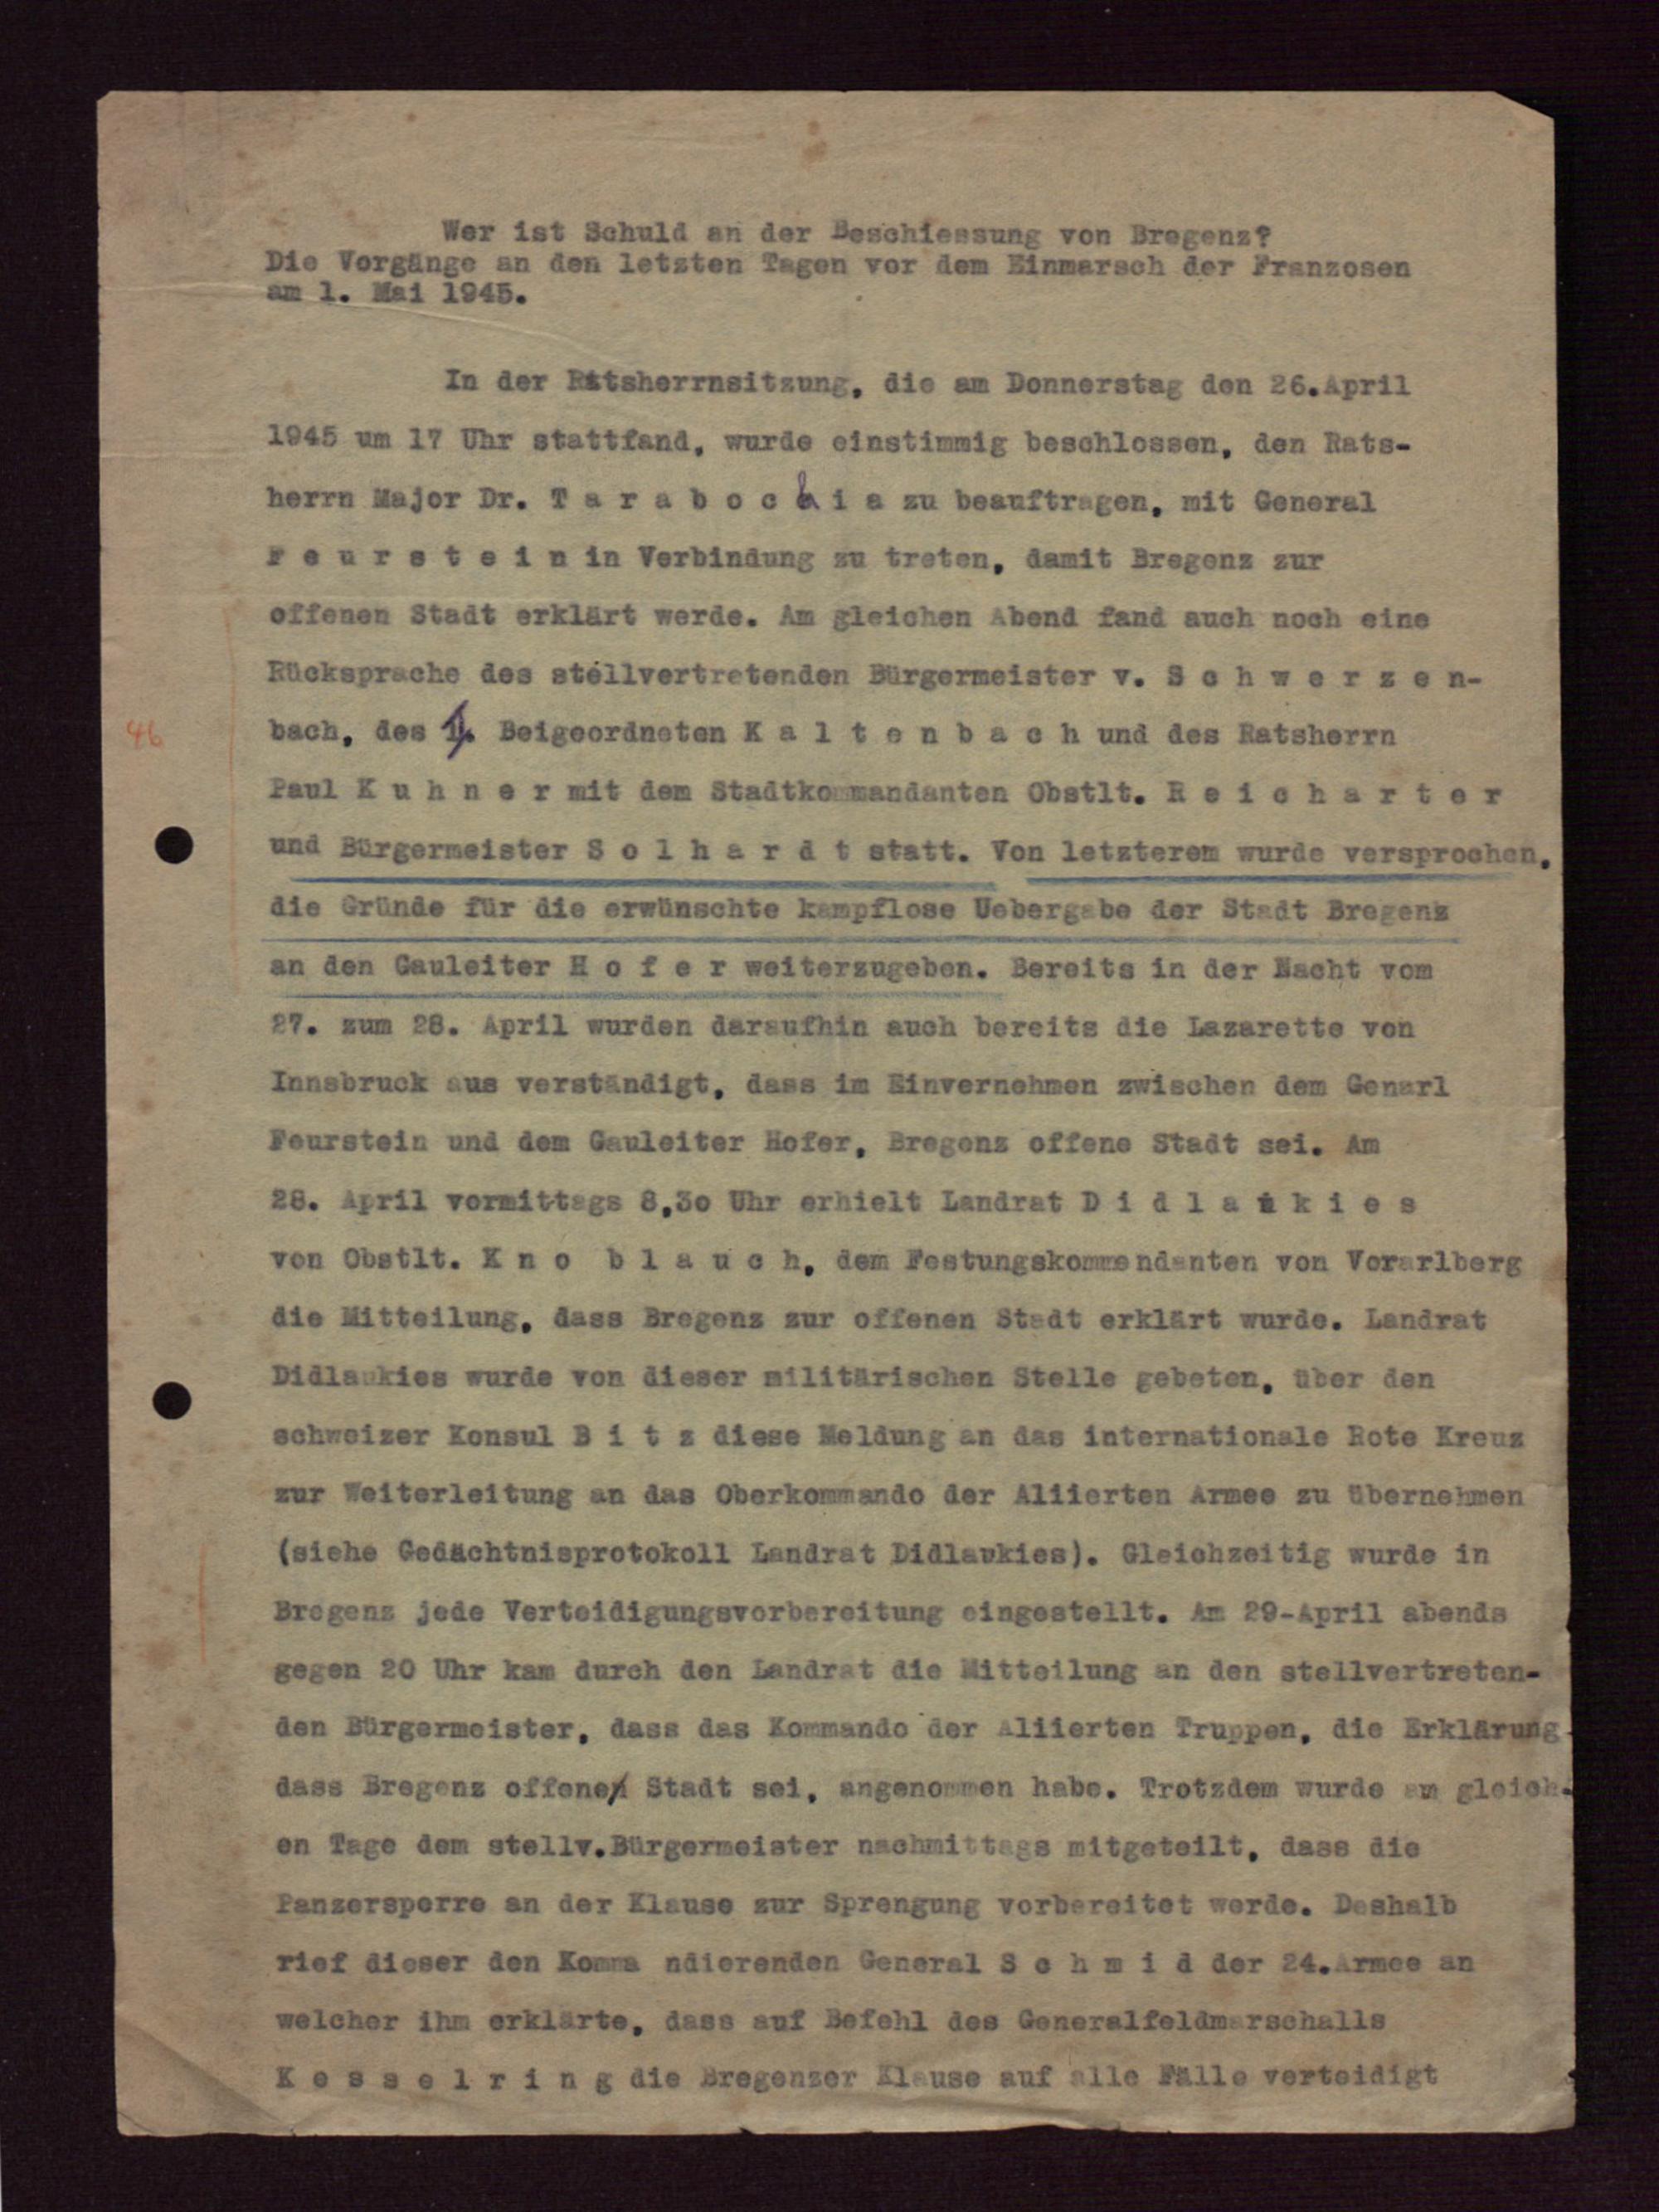 Wer ist Schuld an der Beschiessung von Bregenz?
Die Vorgänge an den letzten Tagen vor dem Einmarsch der Franzosen
am 1. Mai 1945.
In der Ratsherrnsitzung, die am Donnerstag den 26.April
1945 um 17 Uhr stattfand, wurde einstimmig beschlossen, den Rats-
herrn Major Dr. T a r a b o c h i a zu beauftragen, mit General
F e u r s t e i n in Verbindung zu treten, damit Bregenz zur
offenen Stadt erklärt werde. Am gleichen Abend fand auch noch eine
Rücksprache des stellvertretenden Bürgermeister v. S c h w e r z e n-
46
bach, des 1. Beigeordneten K a l t e n b a c h und des Ratsherrn
Paul K u h n e r mit dem Stadtkommandanten Obstlt. R e i c h a r t e r
und Bürgermeister S o l h a r d t statt. Von letzterem wurde versprochen,
die Gründe für die erwünschte kampflose Uebergabe der Stadt Bregenz
an den Gauleiter H o f e r weiterzugeben. Bereits in der Nacht vom
27. zum 28. April wurden daraufhin auch bereits die Lazarette von
Innsbruck aus verständigt, dass im Einvernehmen zwischen dem Genarl
Feurstein und dem Gauleiter Hofer, Bregenz offene Stadt sei. Am
28. April vormittags 8,3o Uhr erhielt Landrat D i d l a u k i e s
von Obstlt. K n o  b l a u c h, dem Festungskommendanten von Vorarlberg
die Mitteilung, dass Bregenz zur offenen Stadt erklärt wurde. Landrat
Didlaukies wurde von dieser militärischen Stelle gebeten, über den
schweizer Konsul B i t z diese Meldung an das internationale Rote Kreuz
zur Weiterleitung an das Oberkommando der Aliierten Armee zu übernehmen
(siehe Gedächtnisprotokoll Landrat Didlaukies). Gleichzeitig wurde in
Bregenz jede Verteidigungsvorbereitung eingestellt. Am 29-April abends
gegen 20 Uhr kam durch den Landrat die Mitteilung an den stellvertreten-
den Bürgermeister, dass das Kommando der Aliierten Truppen, die Erklärung
dass Bregenz offene Stadt sei, angenommen habe. Trotzdem wurde am gleich-
en Tage dem stellv.Bürgermeister nachmittags mitgeteilt, dass die
Panzersperre an der Klause zur Sprengung vorbereitet werde. Deshalb
rief dieser den Komma ndierenden General S c h m i d der 24.Armee an
welcher ihm erklärte, dass auf Befehl des Generalfeldmarschalls
K e s s e l r i n g die Bregenzer Klause auf alle Fälle verteidigt